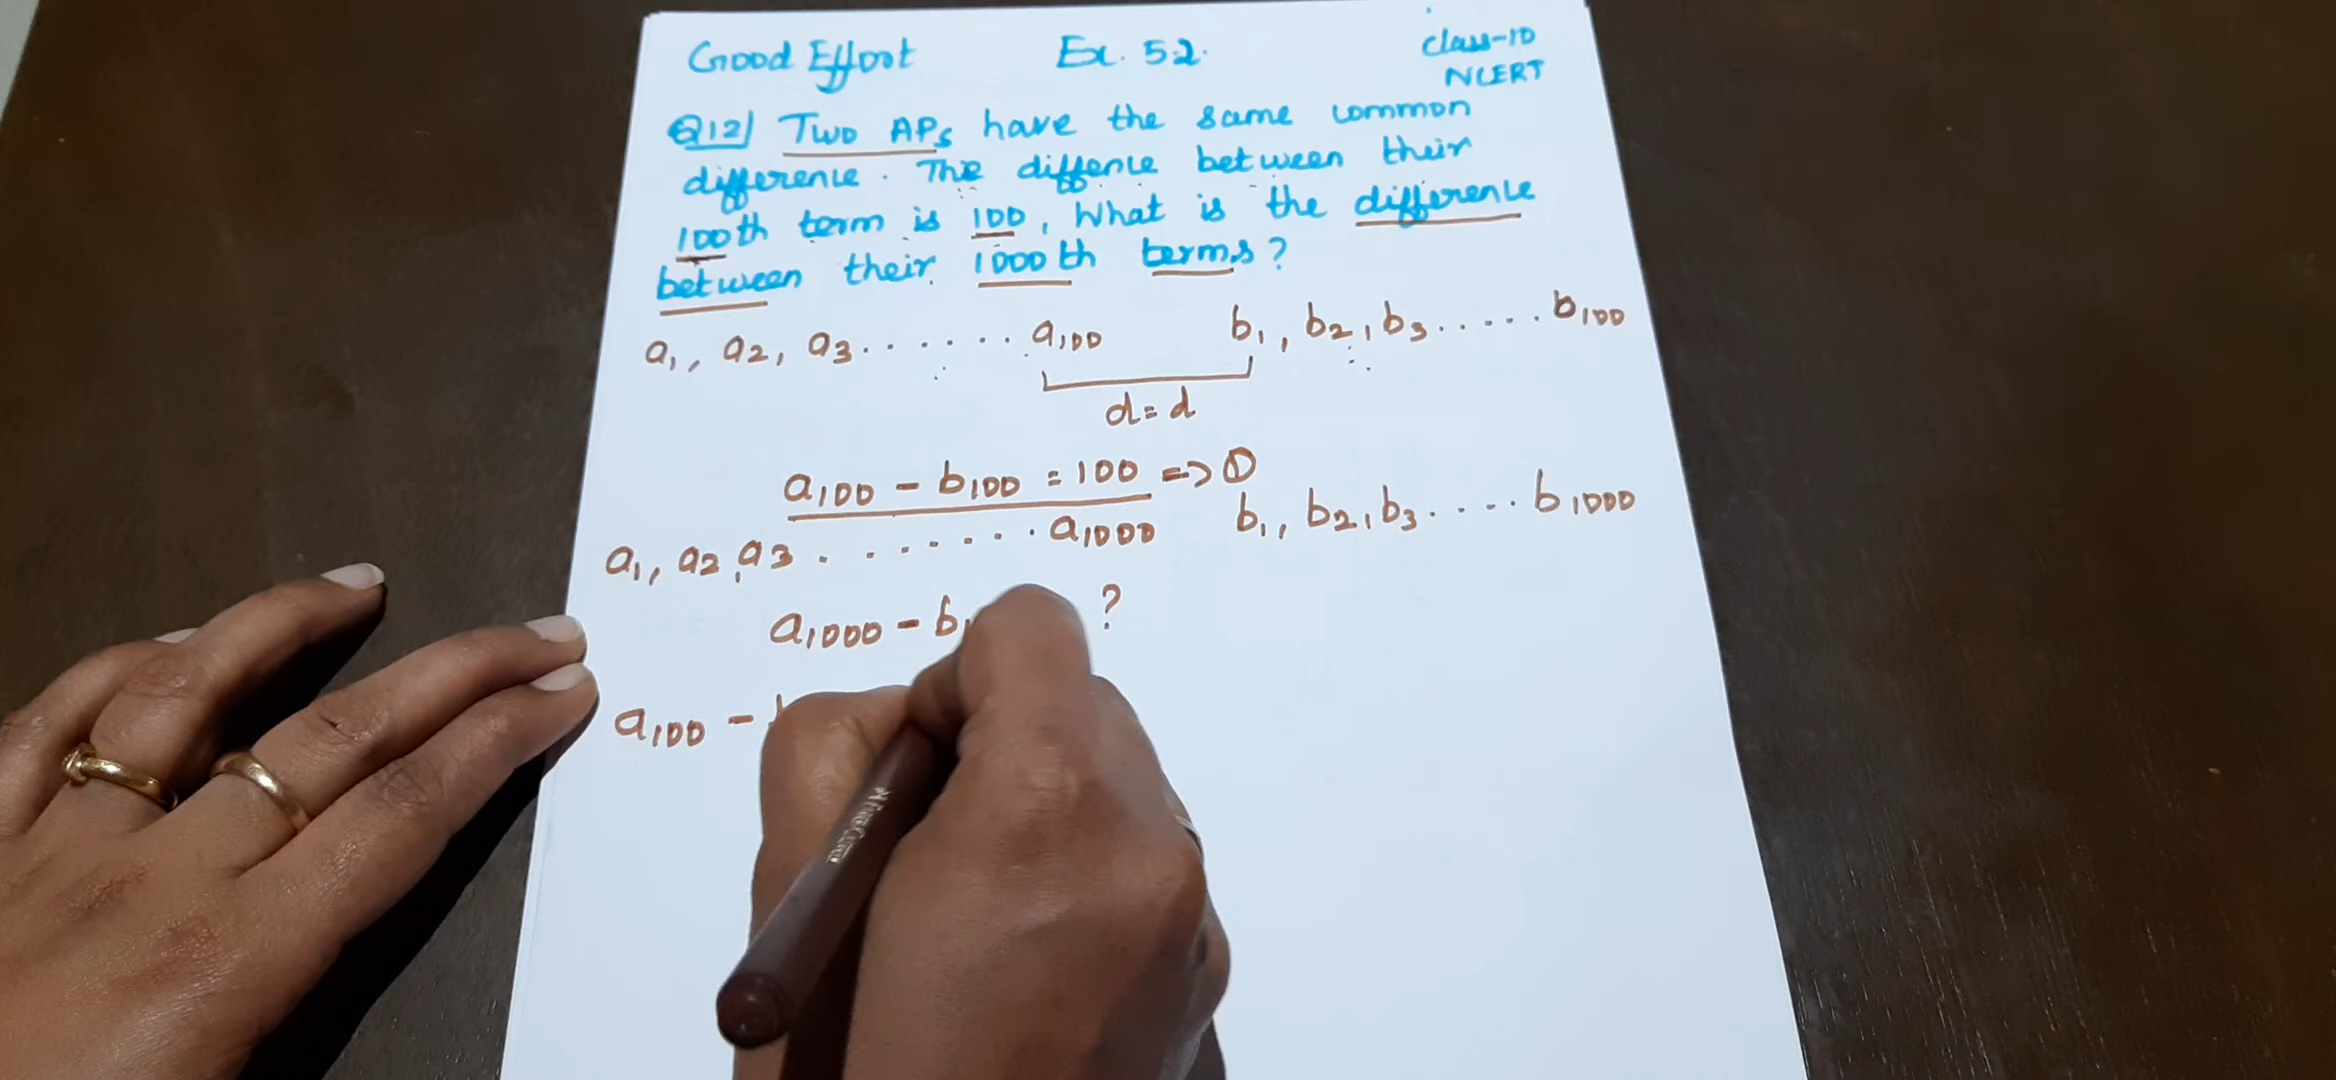 Good Effort Ex. 5.2. Class-10
NCERT
Q12) Two APs have the same common
difference. The difference between their
100th term is 100, What is the difference
between their 1000th terms?
a₁, a₂, a₃....... a₁₀₀ b₁, b₂, b₃..... b₁₀₀
d=d
a₁₀₀ - b₁₀₀ = 100 => ①
a₁, a₂, a₃ ....... a₁₀₀₀ b₁, b₂, b₃..... b₁₀₀₀
a₁₀₀₀ - b ?
a₁₀₀ -